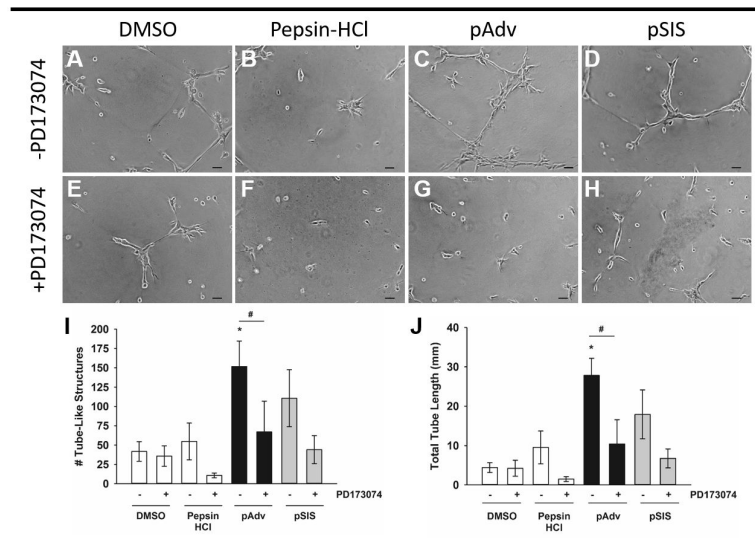 DMSO Pepsin-HCl pAdv pSIS
-PD173074
A B C D
+PD173074
E F G H
I
# Tube-Like Structures
200
175
150
125
100
75
50
25
0
* #
- + - + - + - + PD173074
DMSO Pepsin HCl pAdv pSIS
J
Total Tube Length (mm)
40
30
20
10
0
* #
- + - + - + - + PD173074
DMSO Pepsin HCl pAdv pSIS